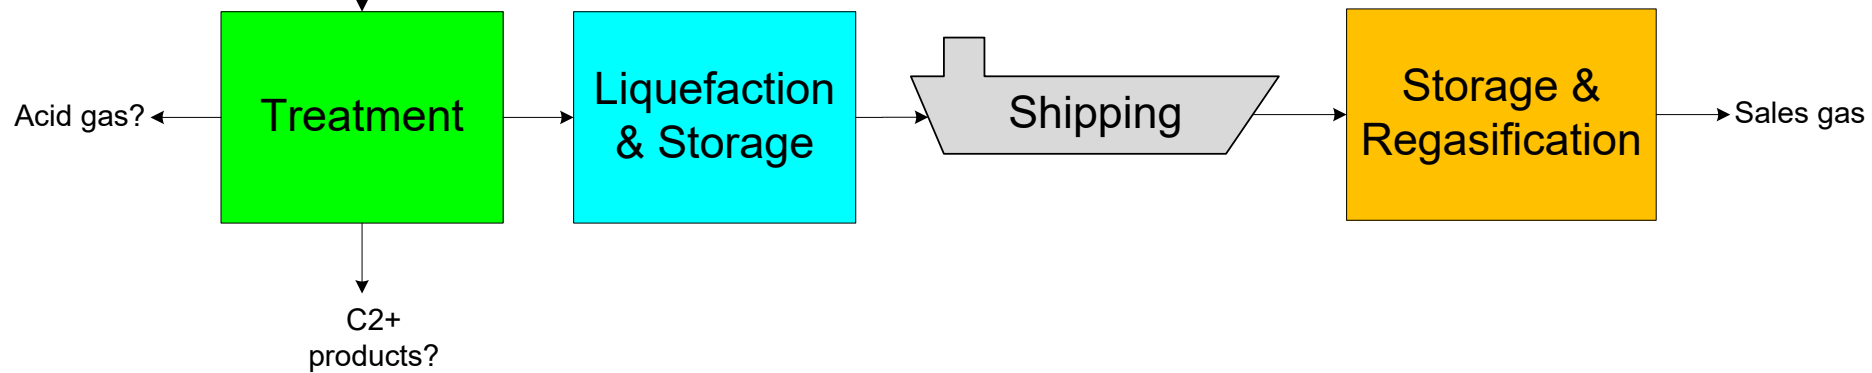 Acid gas?
Treatment
Liquefaction
& Storage
Shipping
Storage &
Regasification
Sales gas
C2+
products?